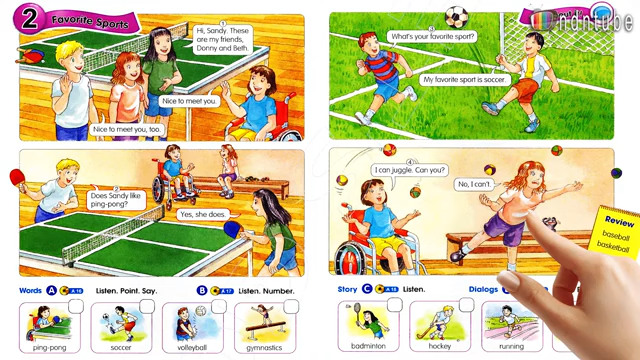 2
Favorite Sports
1
Hi, Sandy. These
are my friends,
Donny and Beth.
Nice to meet you.
Nice to meet you, too.
2
Does Sandy like
ping-pong?
Yes, she does.
Words A A 16 Listen. Point. Say.
B A 17 Listen. Number.
ping-pong
soccer
volleyball
gymnastics
What's your favorite sport?
My favorite sport is soccer.
4
I can juggle. Can you?
No, I can't.
Review
baseball
basketball
Story C A 18 Listen.
Dialogs
badminton
hockey
running